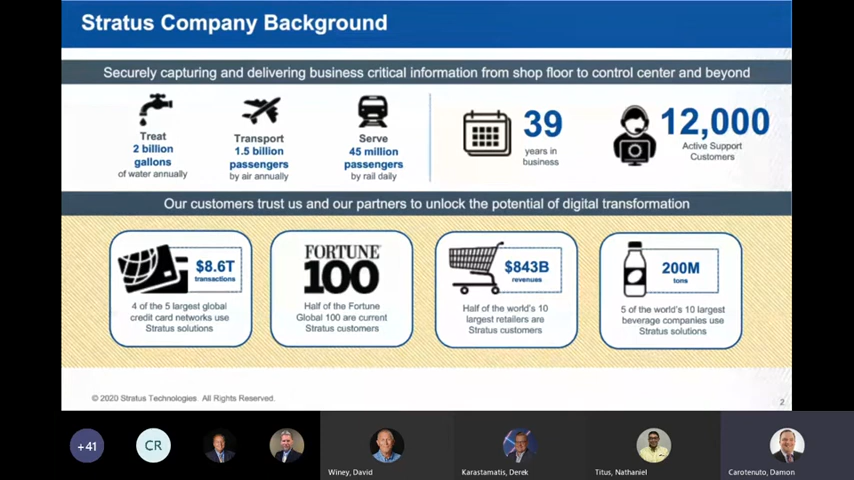 Stratus Company Background
Securely capturing and delivering business critical information from shop floor to control center and beyond
Treat
2 billion
gallons
of water annually
Transport
1.5 billion
passengers
by air annually
Serve
45 million
passengers
by rail daily
39
years in
business
12,000
Active Support
Customers
Our customers trust us and our partners to unlock the potential of digital transformation
$8.6T
transactions
4 of the 5 largest global
credit card networks use
Stratus solutions
FORTUNE
100
Half of the Fortune
Global 100 are current
Stratus customers
$843B
revenues
Half of the world's 10
largest retailers are
Stratus customers
200M
tons
5 of the world's 10 largest
beverage companies use
Stratus solutions
© 2020 Stratus Technologies. All Rights Reserved.
2
+41
CR
Winey, David
Karastamatis, Derek
Titus, Nathaniel
Carotenuto, Damon